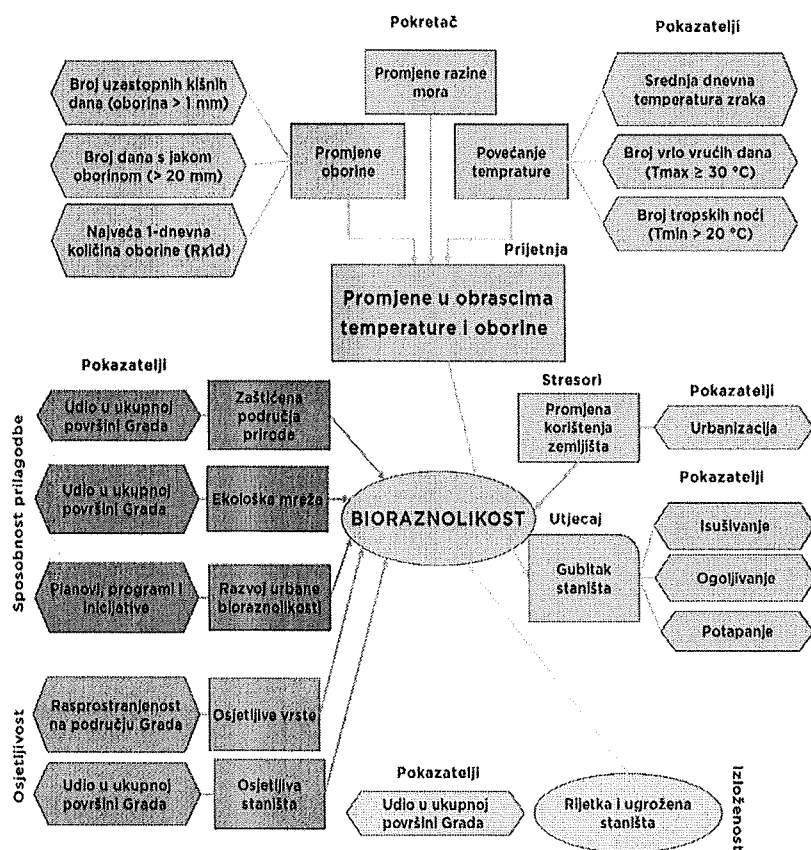 Pokretač
Pokazatelji
Promjene razine
mora
Broj uzastopnih kišnih
dana (oborina > 1 mm)
Srednja dnevna
temperatura zraka
Broj dana s jakom
oborinom (> 20 mm)
Promjene
oborine
Povećanje
temprature
Broj vrlo vrućih dana
(Tmax ≥ 30 °C)
Najveća 1-dnevna
količina oborine (Rx1d)
Broj tropskih noći
(Tmin > 20 °C)
Prijetnja
Promjene u obrascima
temperature i oborine
Pokazatelji
Stresori
Pokazatelji
Sposobnost prilagodbe
Udio u ukupnoj
površini Grada
Zaštićena
područja
prirode
Promjena
korištenja
zemljišta
Urbanizacija
Pokazatelji
Udio u ukupnoj
površini Grada
Ekološka mreža
BIORAZNOLIKOST
Utjecaj
Isušivanje
Gubitak
staništa
Ogoljivanje
Planovi, programi i
inicijative
Razvoj urbane
bioraznolikosti
Potapanje
Osjetljivost
Rasprostranjenost
na području Grada
Osjetljive vrste
Udio u ukupnoj
površini Grada
Osjetljiva
staništa
Pokazatelji
Udio u ukupnoj
površini Grada
Rijetka i ugrožena
staništa
Izloženost